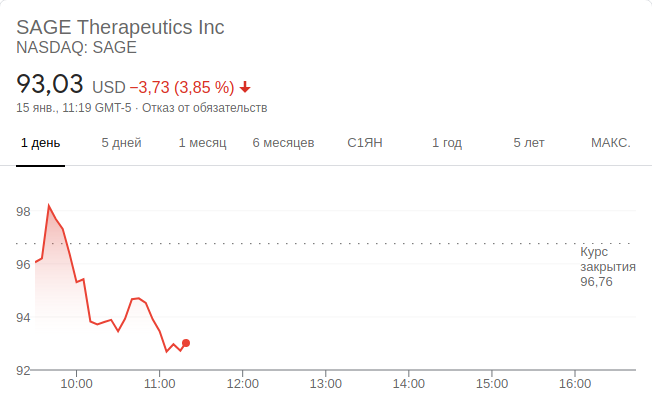 SAGE Therapeutics Inc
NASDAQ: SAGE
93,03 USD −3,73 (3,85 %)
15 янв., 11:19 GMT-5 · Отказ от обязательств
1 день 5 дней 1 месяц 6 месяцев С1ЯН 1 год 5 лет МАКС.
98
96
94
92
Курс
закрытия
96,76
10:00 11:00 12:00 13:00 14:00 15:00 16:00